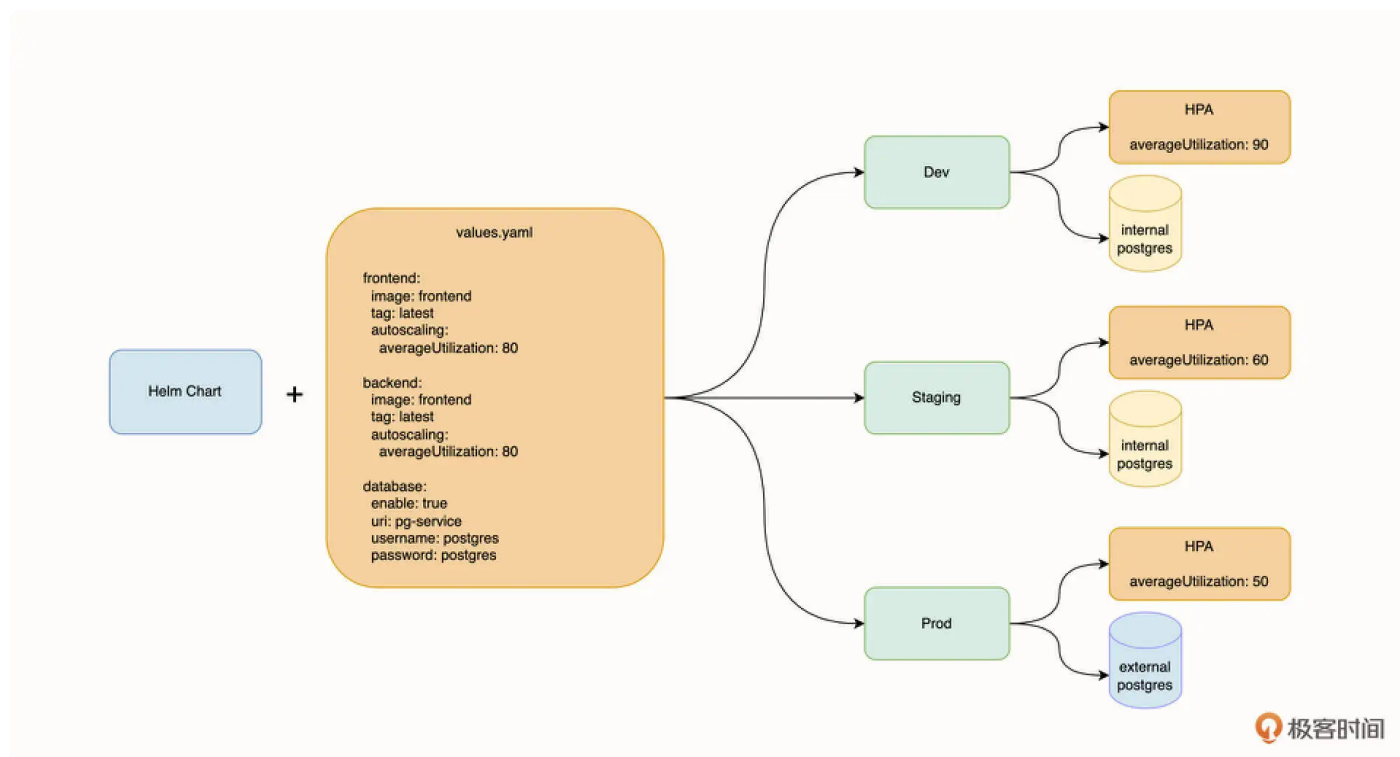 Helm Chart
+
values.yaml
frontend:
image: frontend
tag: latest
autoscaling:
averageUtilization: 80
backend:
image: frontend
tag: latest
autoscaling:
averageUtilization: 80
database:
enable: true
uri: pg-service
username: postgres
password: postgres
Dev
HPA
averageUtilization: 90
internal
postgres
Staging
HPA
averageUtilization: 60
internal
postgres
Prod
HPA
averageUtilization: 50
external
postgres
极客时间